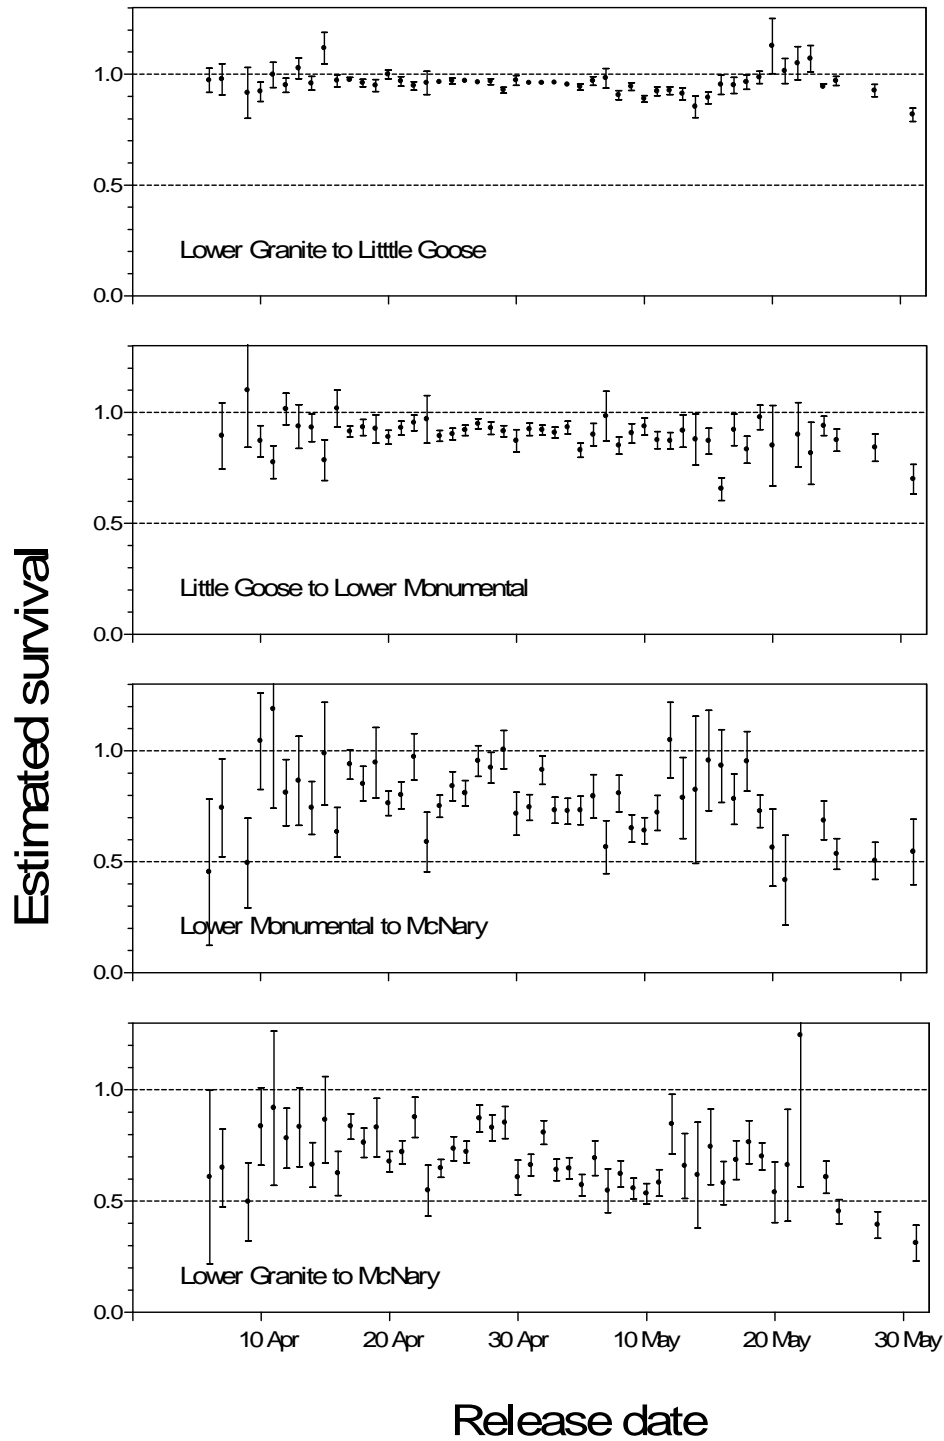 Estimated survival
1.0
0.5
0.0
Lower Granite to Litttle Goose
1.0
0.5
0.0
Little Goose to Lower Monumental
1.0
0.5
0.0
Lower Monumental to McNary
1.0
0.5
0.0
Lower Granite to McNary
10 Apr 20 Apr 30 Apr 10 May 20 May 30 May
Release date